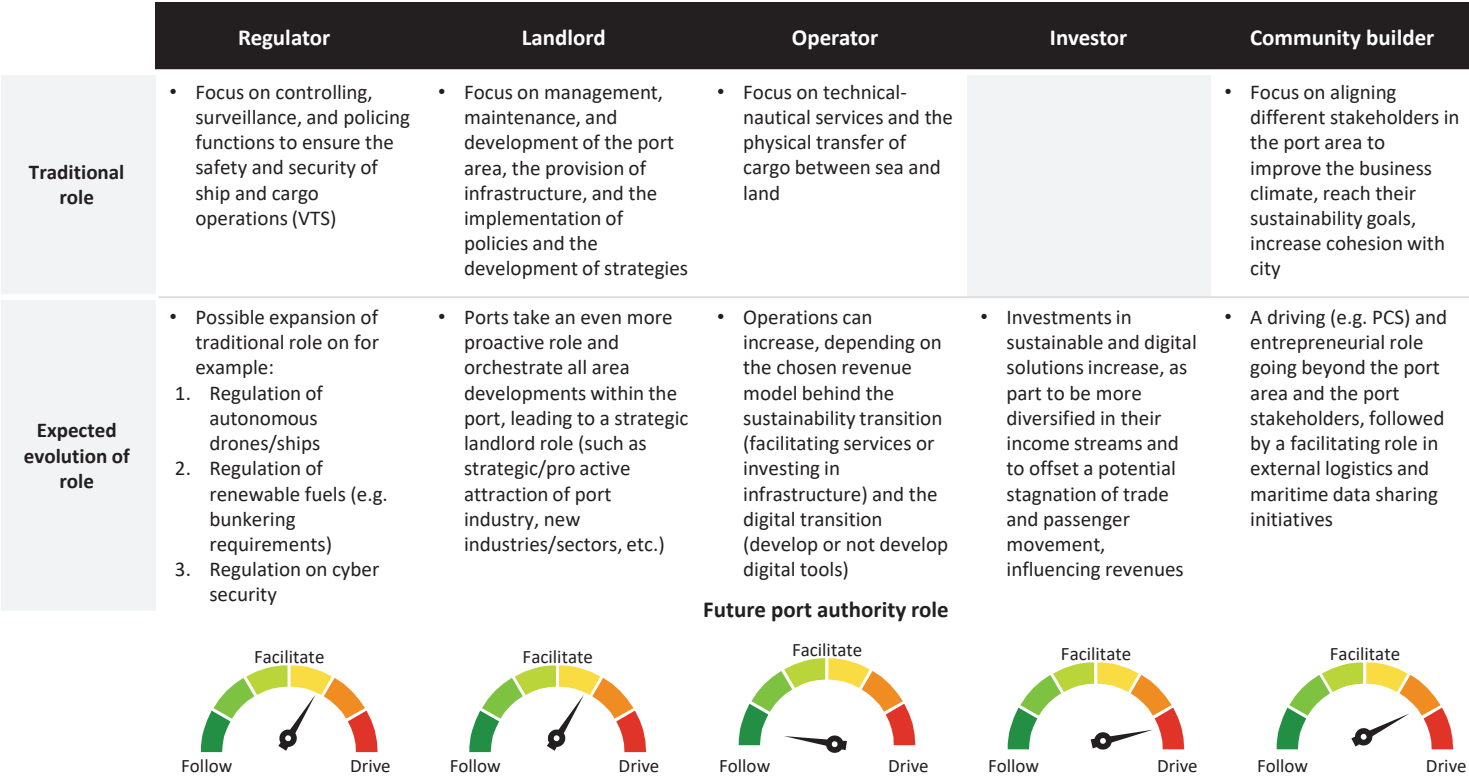 Regulator
Landlord
Operator
Investor
Community builder
Traditional
role
• Focus on controlling,
surveillance, and policing
functions to ensure the
safety and security of
ship and cargo
operations (VTS)
• Focus on management,
maintenance, and
development of the port
area, the provision of
infrastructure, and the
implementation of
policies and the
development of strategies
• Focus on technical-
nautical services and the
physical transfer of
cargo between sea and
land
• Focus on aligning
different stakeholders in
the port area to
improve the business
climate, reach their
sustainability goals,
increase cohesion with
city
Expected
evolution of
role
• Possible expansion of
traditional role on for
example:
1. Regulation of
autonomous
drones/ships
2. Regulation of
renewable fuels (e.g.
bunkering
requirements)
3. Regulation on cyber
security
• Ports take an even more
proactive role and
orchestrate all area
developments within the
port, leading to a strategic
landlord role (such as
strategic/pro active
attraction of port
industry, new
industries/sectors, etc.)
• Operations can
increase, depending on
the chosen revenue
model behind the
sustainability transition
(facilitating services or
investing in
infrastructure) and the
digital transition
(develop or not develop
digital tools)
• Investments in
sustainable and digital
solutions increase, as
part to be more
diversified in their
income streams and
to offset a potential
stagnation of trade
and passenger
movement,
influencing revenues
• A driving (e.g. PCS) and
entrepreneurial role
going beyond the port
area and the port
stakeholders, followed
by a facilitating role in
external logistics and
maritime data sharing
initiatives
Future port authority role
Facilitate
Follow
Drive
Facilitate
Follow
Drive
Facilitate
Follow
Drive
Facilitate
Follow
Drive
Facilitate
Follow
Drive